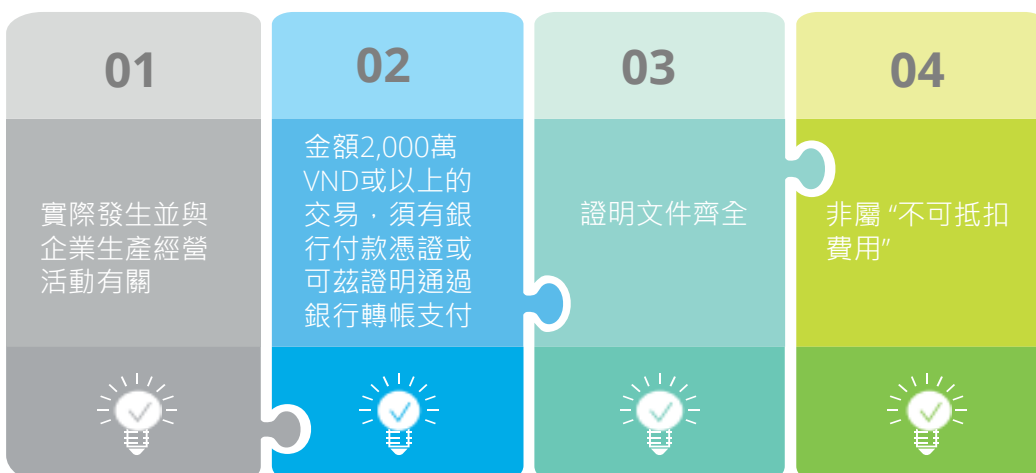 01
實際發生並與
企業生產經營
活動有關
02
金額2,000萬
VND或以上的
交易，須有銀
行付款憑證或
可茲證明通過
銀行轉帳支付
03
證明文件齊全
04
非屬 “不可抵扣
費用”